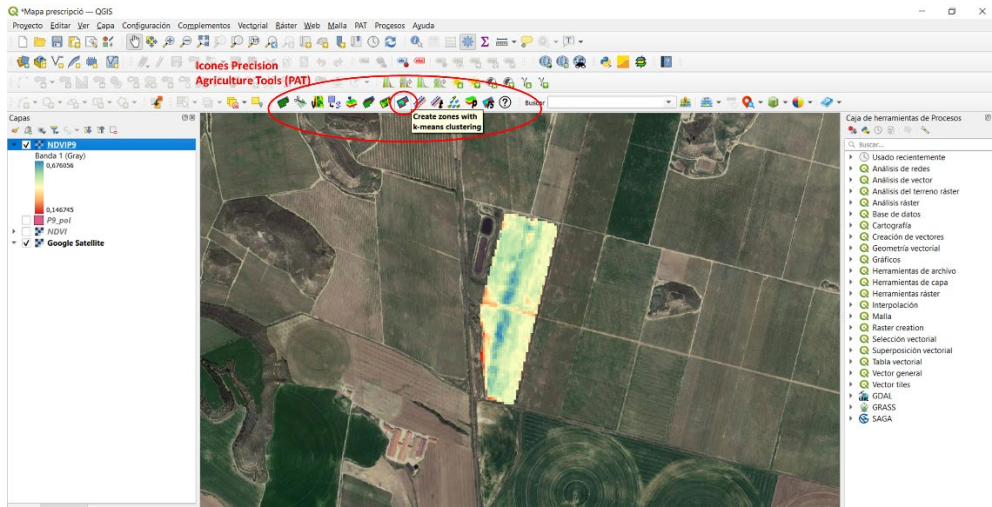 *Mapa prescripció — QGIS
Proyecto Editar Ver Capa Configuración Complementos Vectorial Ráster Web Malla PAT Procesos Ayuda
Icones Precision
Agriculture Tools (PAT)
Buscar
Create zones with
k-means clustering
Capas
NDVIP9
Banda 1 (Gray)
0,676056
0,146745
P9_pol
NDVI
Google Satellite
Caja de herramientas de Procesos
Buscar...
Usado recientemente
Análisis de redes
Análisis de vector
Análisis del terreno ráster
Análisis ráster
Base de datos
Cartografía
Creación de vectores
Geometría vectorial
Gráficos
Herramientas de archivo
Herramientas de capa
Herramientas ráster
Interpolación
Malla
Raster creation
Selección vectorial
Superposición vectorial
Tabla vectorial
Vector general
Vector tiles
GDAL
GRASS
SAGA